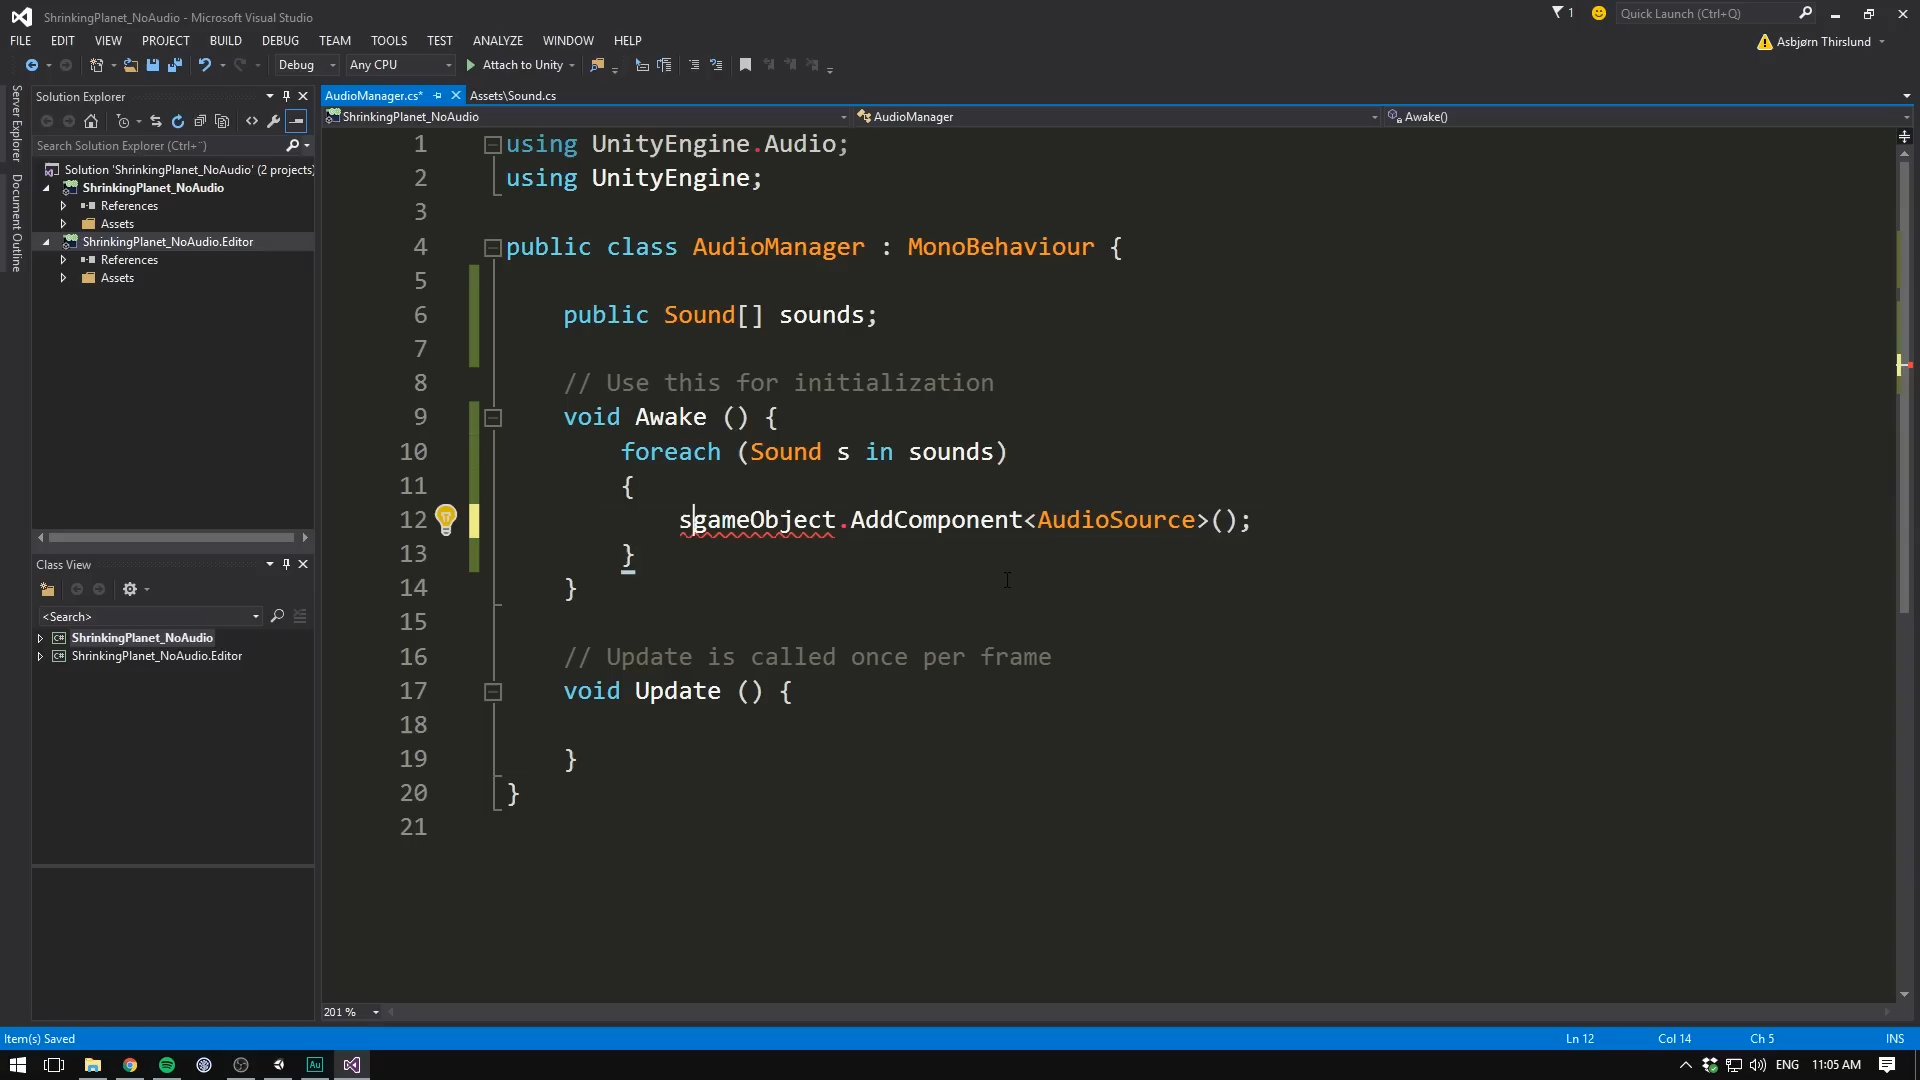 ShrinkingPlanet_NoAudio - Microsoft Visual Studio
1
Quick Launch (Ctrl+Q)
FILE EDIT VIEW PROJECT BUILD DEBUG TEAM TOOLS TEST ANALYZE WINDOW HELP
Asbjørn Thirslund
Debug Any CPU Attach to Unity
Server Explorer
Document Outline
Solution Explorer
AudioManager.cs* Assets\Sound.cs
ShrinkingPlanet_NoAudio AudioManager Awake()
Search Solution Explorer (Ctrl+¨)
Solution 'ShrinkingPlanet_NoAudio' (2 projects)
ShrinkingPlanet_NoAudio
References
Assets
ShrinkingPlanet_NoAudio.Editor
References
Assets
Class View
<Search>
ShrinkingPlanet_NoAudio
ShrinkingPlanet_NoAudio.Editor
1 using UnityEngine.Audio;
2 using UnityEngine;
3
4 public class AudioManager : MonoBehaviour {
5
6 public Sound[] sounds;
7
8 // Use this for initialization
9 void Awake () {
10 foreach (Sound s in sounds)
11 {
12 sgameObject.AddComponent<AudioSource>();
13 }
14 }
15
16 // Update is called once per frame
17 void Update () {
18
19 }
20 }
21
201 %
Item(s) Saved Ln 12 Col 14 Ch 5 INS
Au ENG 11:05 AM